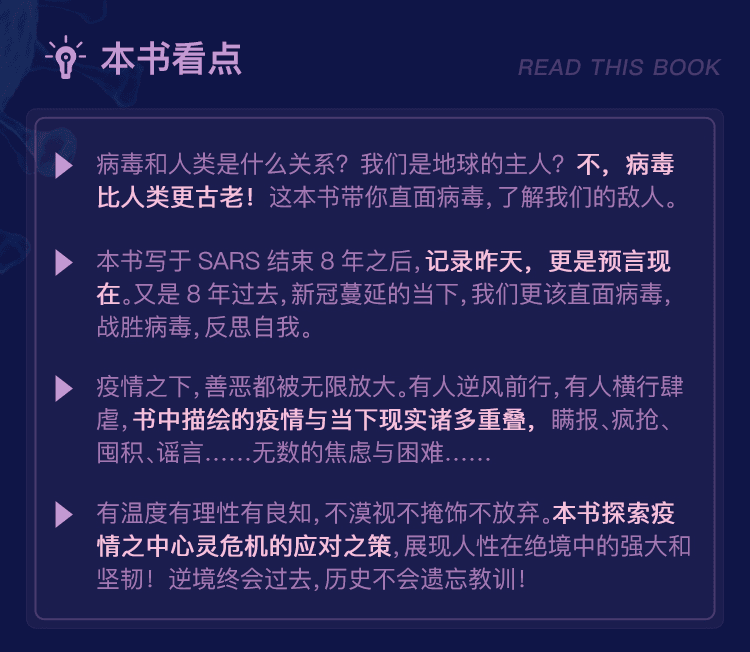 本书看点
READ THIS BOOK
病毒和人类是什么关系？我们是地球的主人？不，病毒
比人类更古老！这本书带你直面病毒，了解我们的敌人。
本书写于 SARS 结束 8 年之后，记录昨天，更是预言现
在。又是 8 年过去，新冠蔓延的当下，我们更该直面病毒，
战胜病毒，反思自我。
疫情之下，善恶都被无限放大。有人逆风前行，有人横行肆
虐，书中描绘的疫情与当下现实诸多重叠，瞒报、疯抢、
囤积、谣言……无数的焦虑与困难……
有温度有理性有良知，不漠视不掩饰不放弃。本书探索疫
情之中心灵危机的应对之策，展现人性在绝境中的强大和
坚韧！逆境终会过去，历史不会遗忘教训！